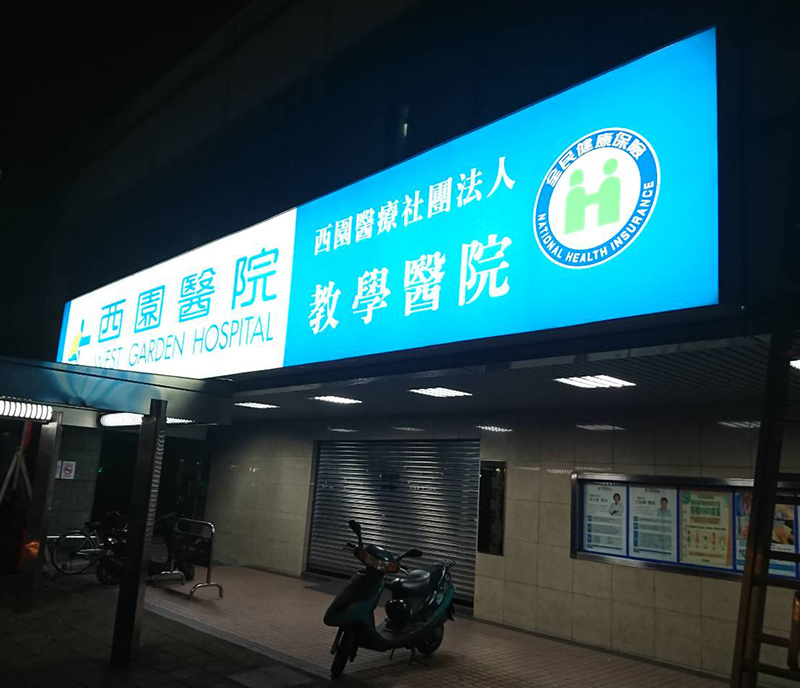 西園醫院
WEST GARDEN HOSPITAL
西園醫療社團法人
教學醫院
全民健康保險
NATIONAL HEALTH INSURANCE